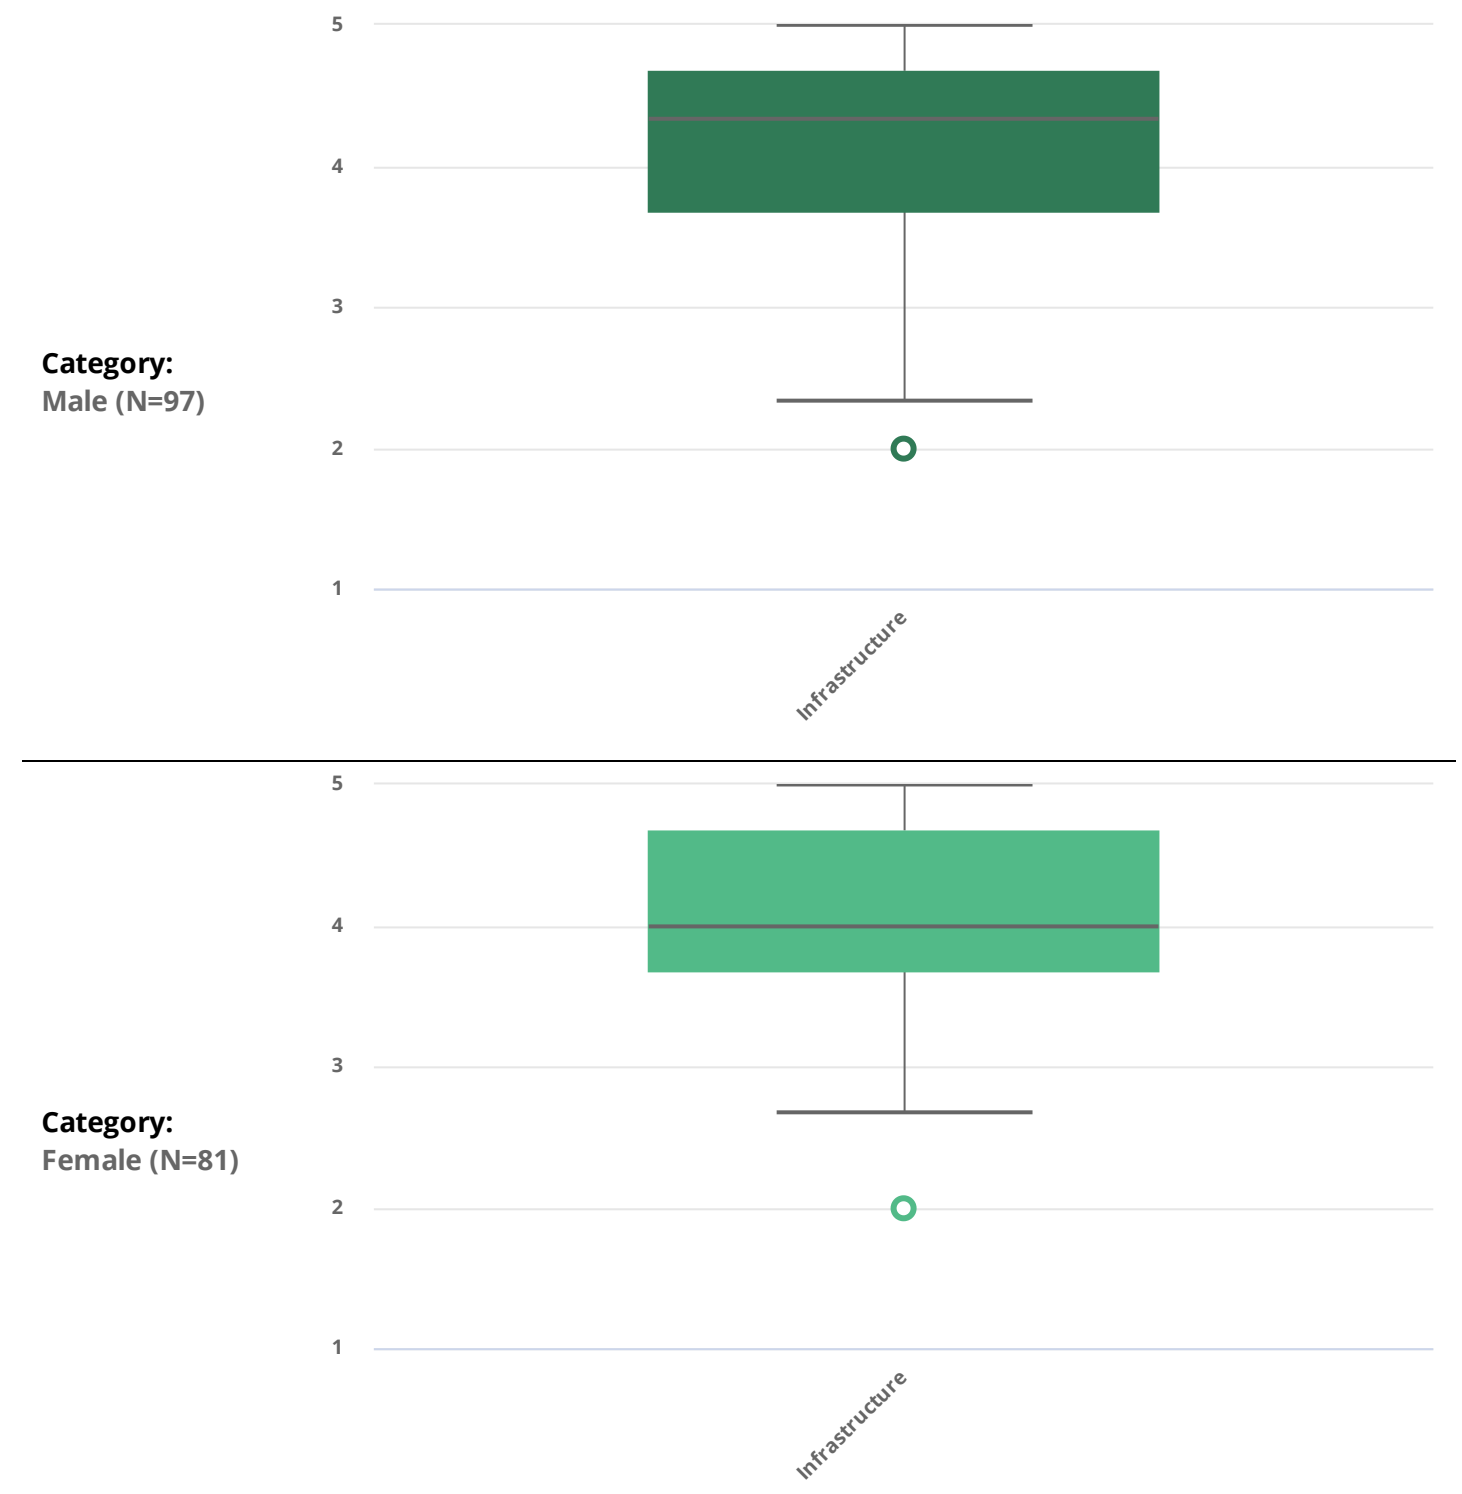 5
4
3
Category:
Male (N=97)
2
1
Infrastructure
5
4
3
Category:
Female (N=81)
2
1
Infrastructure